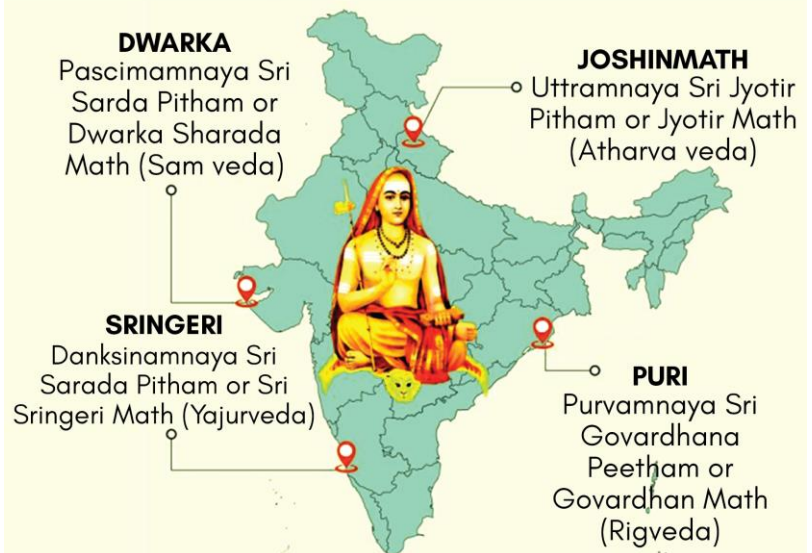 DWARKA
Pascimamnaya Sri
Sarda Pitham or
Dwarka Sharada
Math (Sam veda)
JOSHINMATH
Uttramnaya Sri Jyotir
Pitham or Jyotir Math
(Atharva veda)
SRINGERI
Danksinamnaya Sri
Sarada Pitham or Sri
Sringeri Math (Yajurveda)
PURI
Purvamnaya Sri
Govardhana
Peetham or
Govardhan Math
(Rigveda)